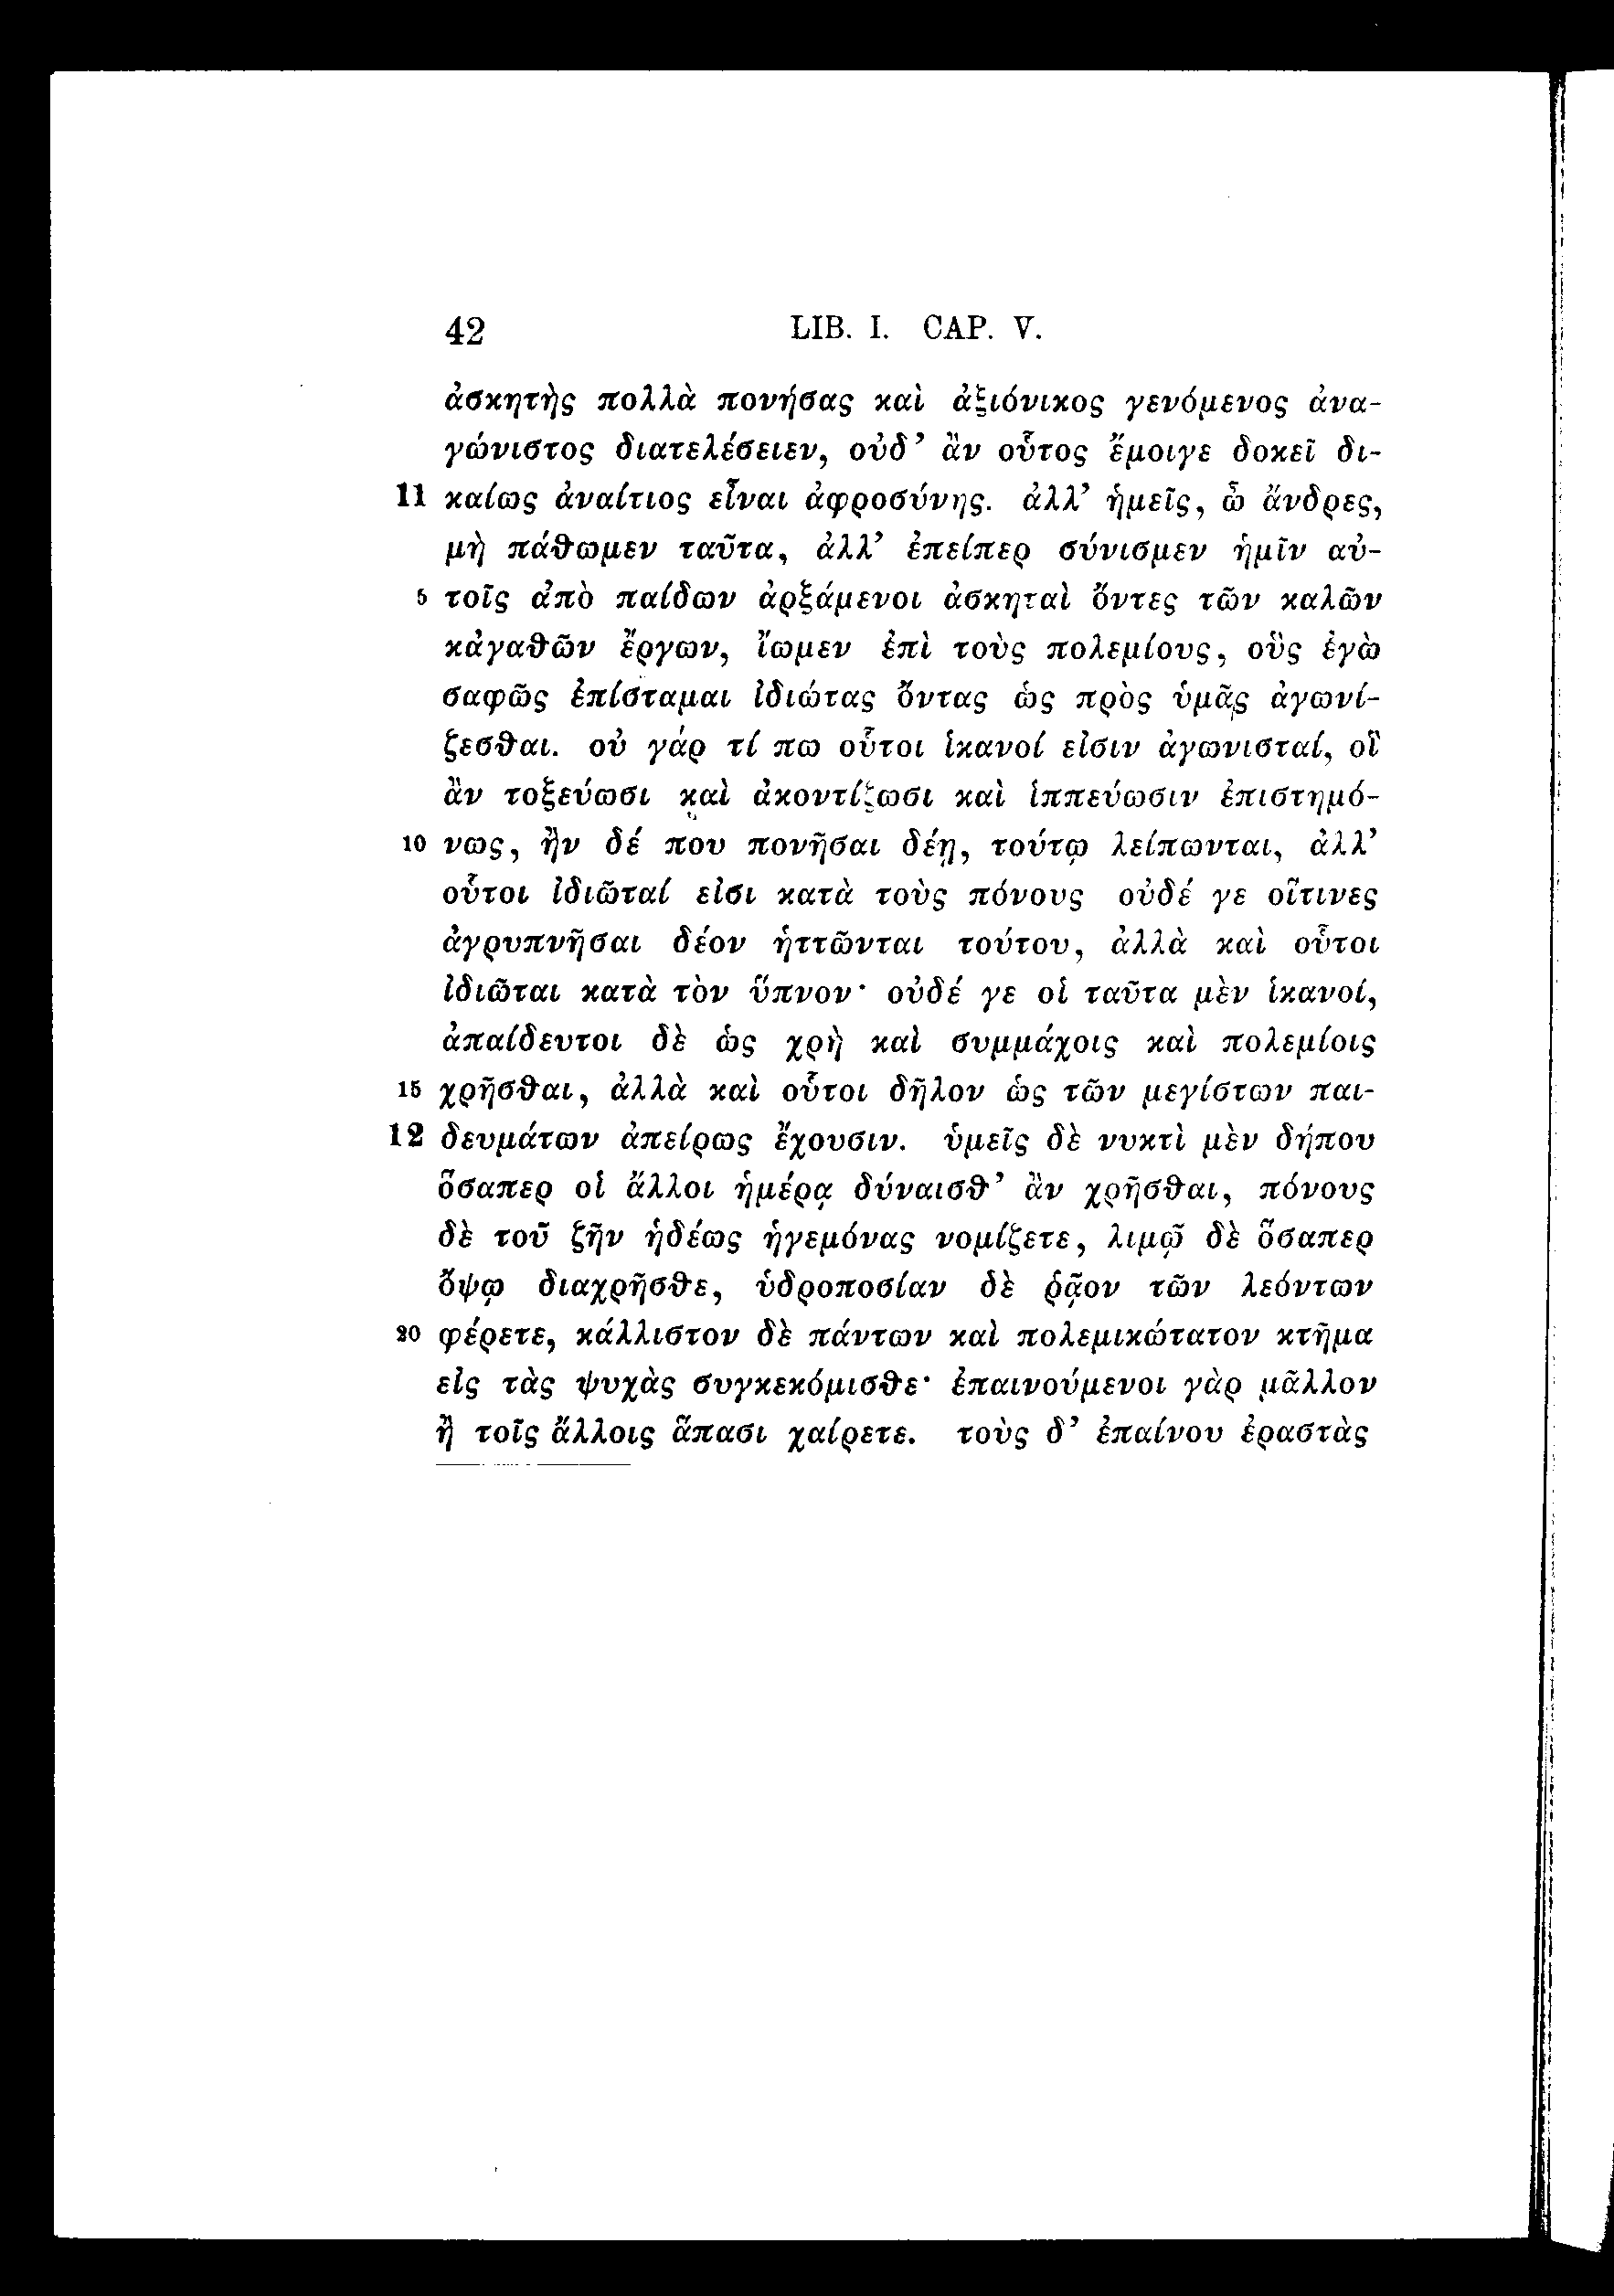 42 LIB. I. CAP. V.
ἀσκητὴς πολλὰ πονήσας καὶ ἀξιόνικος γενόμενος ἀνα-
γώνιστος διατελέσειεν, οὐδ’ ἂν οὗτος ἔμοιγε δοκεῖ δι-
11 καίως ἀναίτιος εἶναι ἀφροσύνης. ἀλλ’ ἡμεῖς, ὦ ἄνδρες,
μὴ πάθωμεν ταῦτα, ἀλλ’ ἐπείπερ σύνισμεν ἡμῖν αὐ-
5 τοῖς ἀπὸ παίδων ἀρξάμενοι ἀσκηταὶ ὄντες τῶν καλῶν
κἀγαθῶν ἔργων, ἴωμεν ἐπὶ τοὺς πολεμίους, οὓς ἐγὼ
σαφῶς ἐπίσταμαι ἰδιώτας ὄντας ὡς πρὸς ὑμᾶς ἀγωνί-
ζεσθαι. οὐ γάρ τί πω οὗτοι ἱκανοί εἰσιν ἀγωνισταί, οἳ
ἂν τοξεύωσι καὶ ἀκοντίζωσι καὶ ἱππεύωσιν ἐπιστημό-
10 νως, ἢν δέ που πονῆσαι δέῃ, τούτῳ λείπωνται, ἀλλ’
οὗτοι ἰδιῶταί εἰσι κατὰ τοὺς πόνους οὐδέ γε οἵτινες
ἀγρυπνῆσαι δέον ἡττῶνται τούτου, ἀλλὰ καὶ οὗτοι
ἰδιῶται κατὰ τὸν ὕπνον· οὐδέ γε οἱ ταῦτα μὲν ἱκανοί,
ἀπαίδευτοι δὲ ὡς χρὴ καὶ συμμάχοις καὶ πολεμίοις
15 χρῆσθαι, ἀλλὰ καὶ οὗτοι δῆλον ὡς τῶν μεγίστων παι-
12 δευμάτων ἀπείρως ἔχουσιν. ὑμεῖς δὲ νυκτὶ μὲν δήπου
ὅσαπερ οἱ ἄλλοι ἡμέρᾳ δύναισθ’ ἂν χρῆσθαι, πόνους
δὲ τοῦ ζῆν ἡδέως ἡγεμόνας νομίζετε, λιμῷ δὲ ὅσαπερ
ὄψῳ διαχρῆσθε, ὑδροποσίαν δὲ ῥᾷον τῶν λεόντων
20 φέρετε, κάλλιστον δὲ πάντων καὶ πολεμικώτατον κτῆμα
εἰς τὰς ψυχὰς συγκεκόμισθε· ἐπαινούμενοι γὰρ μᾶλλον
ἢ τοῖς ἄλλοις ἅπασι χαίρετε. τοὺς δ’ ἐπαίνου ἐραστὰς